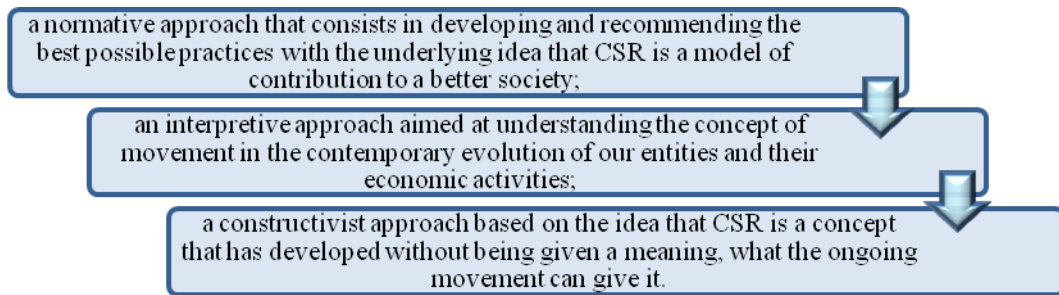 a normative approach that consists in developing and recommending
the best possible practices with the underlying idea that CSR is a model of
contribution to a better society;
an interpretive approach aimed at understanding the concept of
movement in the contemporary evolution of our entities and their
economic activities;
a constructivist approach based on the idea that CSR is a concept
that has developed without being given a meaning, what the ongoing
movement can give it.